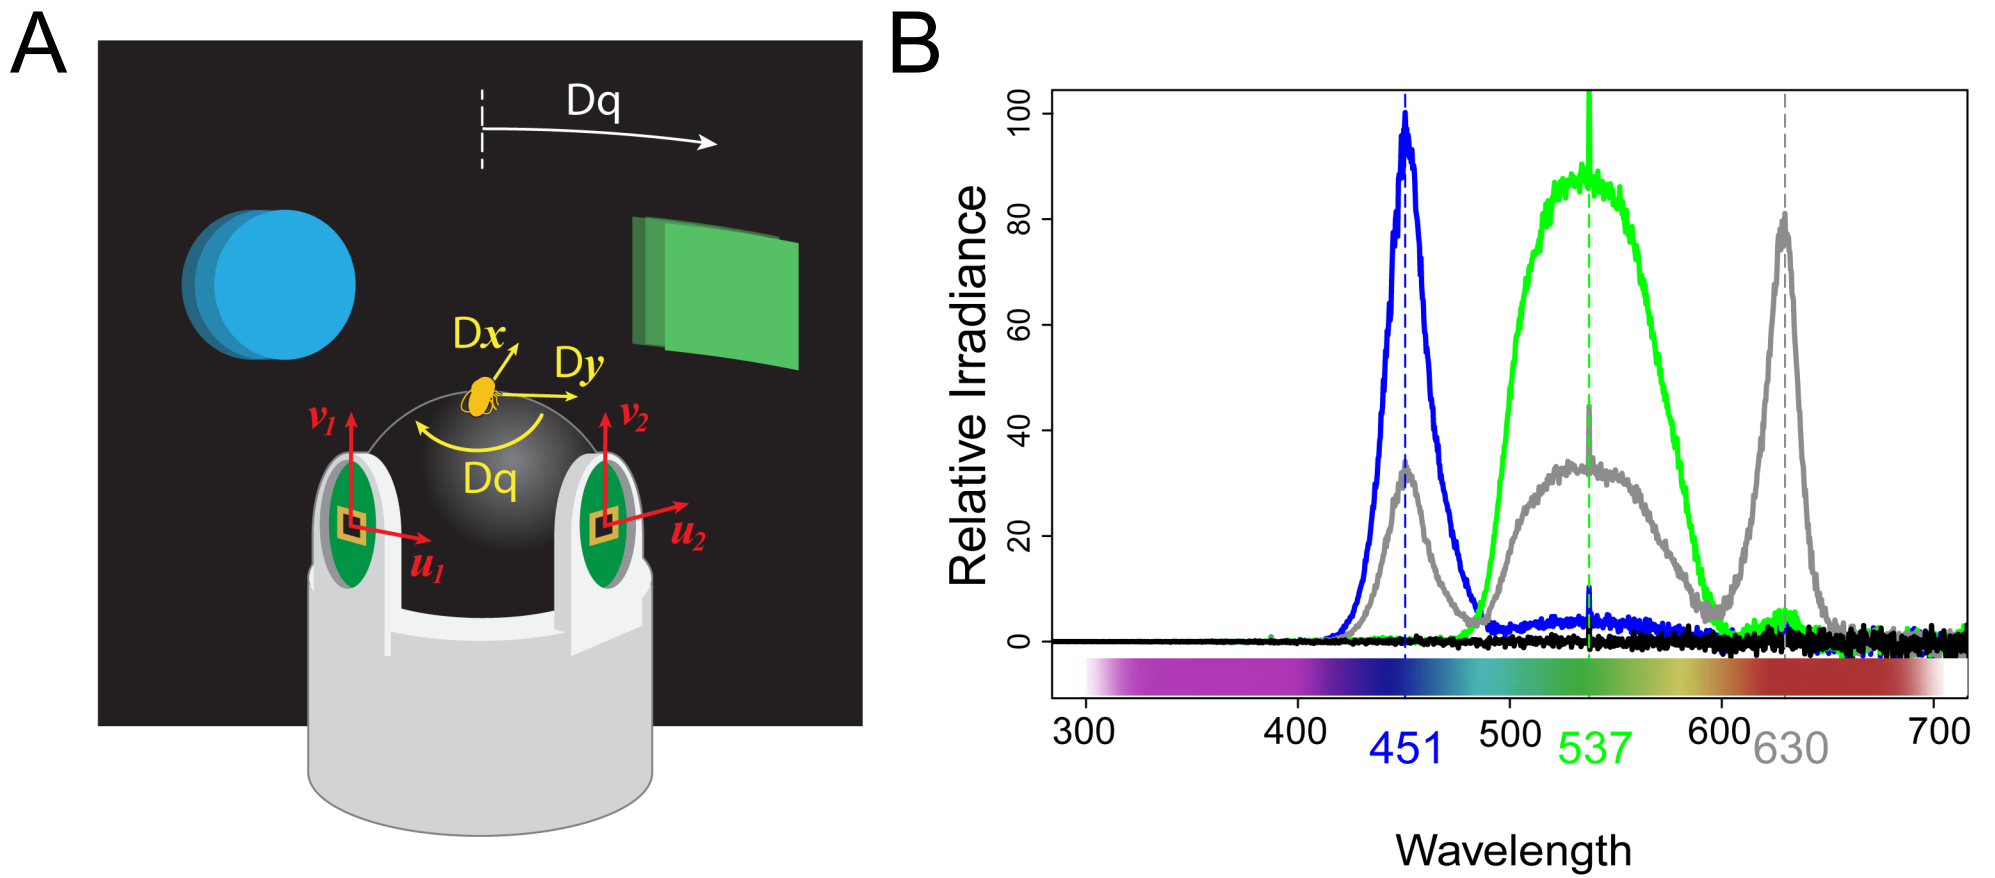 A
Dq
Dx
Dy
Dq
v1
v2
u1
u2
B
Relative Irradiance
100
80
60
40
20
0
300 400 500 600 700
451 537 630
Wavelength